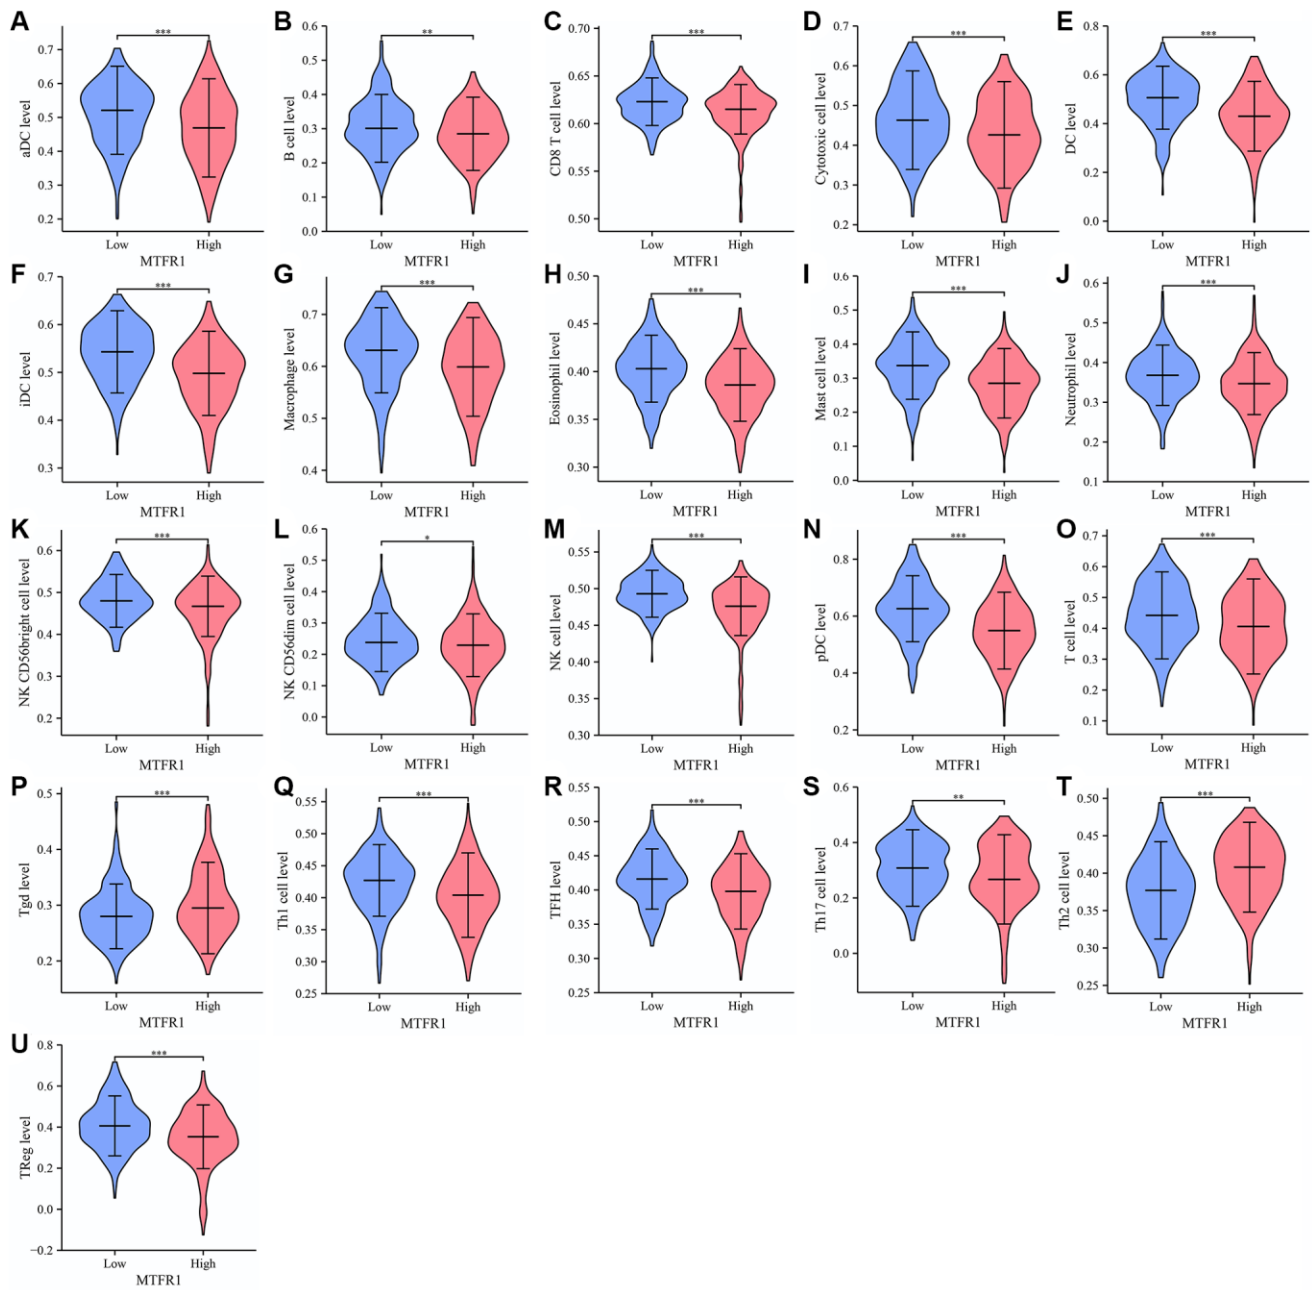 A
***
aDC level
0.7
0.6
0.5
0.4
0.3
0.2
Low High
MTFR1
B
**
B cell level
0.6
0.5
0.4
0.3
0.2
0.1
0.0
Low High
MTFR1
C
***
CD8 T cell level
0.70
0.65
0.60
0.55
0.50
Low High
MTFR1
D
***
Cytotoxic cell level
0.7
0.6
0.5
0.4
0.3
0.2
Low High
MTFR1
E
***
DC level
0.8
0.6
0.4
0.2
0.0
Low High
MTFR1
F
***
iDC level
0.7
0.6
0.5
0.4
0.3
Low High
MTFR1
G
***
Macrophage level
0.7
0.6
0.5
0.4
Low High
MTFR1
H
***
Eosinophil level
0.50
0.45
0.40
0.35
0.30
Low High
MTFR1
I
***
Mast cell level
0.6
0.5
0.4
0.3
0.2
0.1
0.0
Low High
MTFR1
J
***
Neutrophil level
0.6
0.5
0.4
0.3
0.2
0.1
Low High
MTFR1
K
***
NK CD56bright cell level
0.6
0.5
0.4
0.3
0.2
Low High
MTFR1
L
*
NK CD56dim cell level
0.6
0.5
0.4
0.3
0.2
0.1
0.0
Low High
MTFR1
M
***
NK cell level
0.55
0.50
0.45
0.40
0.35
0.30
Low High
MTFR1
N
***
pDC level
0.8
0.6
0.4
0.2
Low High
MTFR1
O
***
T cell level
0.7
0.6
0.5
0.4
0.3
0.2
0.1
Low High
MTFR1
P
***
Tgd level
0.5
0.4
0.3
0.2
Low High
MTFR1
Q
***
Th1 cell level
0.55
0.50
0.45
0.40
0.35
0.30
0.25
Low High
MTFR1
R
***
TFH level
0.55
0.50
0.45
0.40
0.35
0.30
0.25
Low High
MTFR1
S
**
Th17 cell level
0.6
0.4
0.2
0.0
Low High
MTFR1
T
***
Th2 cell level
0.50
0.45
0.40
0.35
0.30
0.25
Low High
MTFR1
U
***
TReg level
0.8
0.6
0.4
0.2
0.0
−0.2
Low High
MTFR1